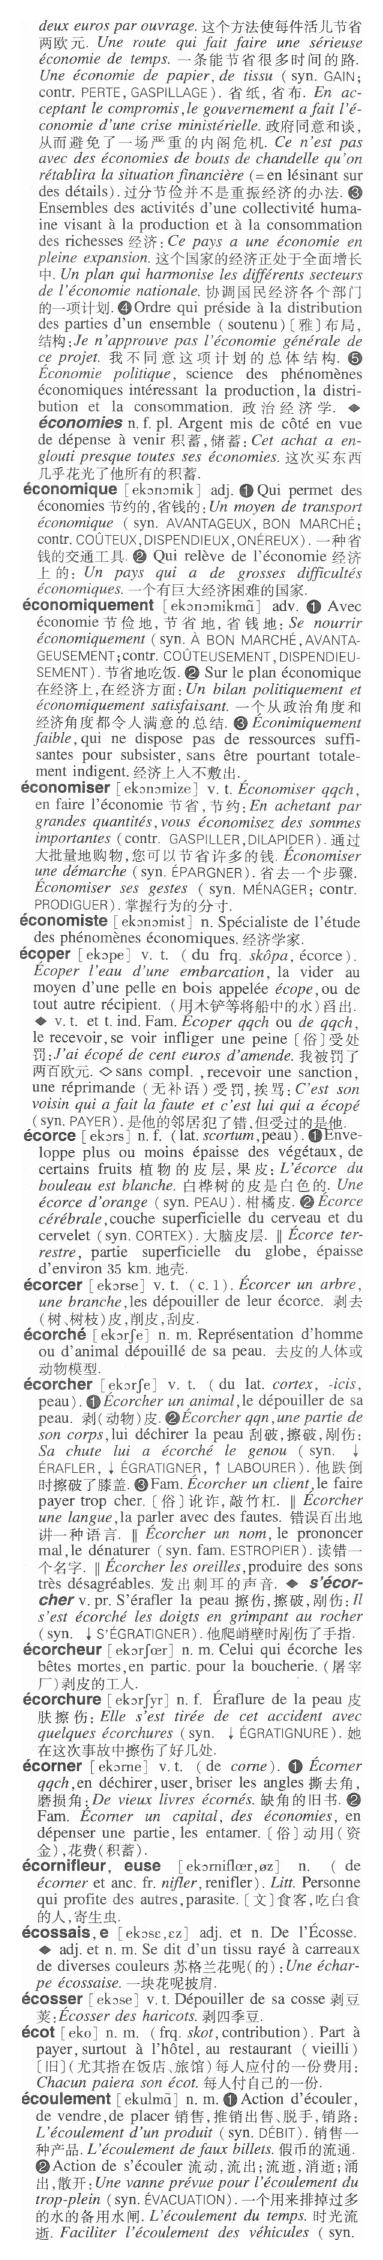 deux euros par ouvrage. 这个方法使每件活儿节省
两欧元. Une route qui fait faire une sérieuse
économie de temps. 一条能节省很多时间的路.
Une économie de papier, de tissu ( syn. GAIN;
contr. PERTE, GASPILLAGE) . 省纸,省布. En ac-
ceptant le compromis,le gouvernement a fait l'é-
conomie d'une crise ministérielle. 政府同意和谈,
从而避免了一场严重的内阁危机. Ce n'est pas
avec des économies de bouts de chandelle qu'on
rétablira la situation financière (= en lésinant sur
des détails) . 过分节俭并不是重振经济的办法. ❸
Ensembles des activités d'une collectivité huma-
ine visant à la production et à la consommation
des richesses 经济: Ce pays a une économie en
pleine expansion. 这个国家的经济正处于全面增长
中. Un plan qui harmonise les différents secteurs
de l'économie nationale. 协调国民经济各个部门
的一项计划. ❹ Ordre qui préside à la distribution
des parties d'un ensemble ( soutenu) 〔雅〕布局,
结构:Je n'approuve pas l'économie générale de
ce projet. 我不同意这项计划的总体结构. ❺
Économie politique, science des phénomènes
économiques intéressant la production, la distri-
bution et la consommation. 政治经济学. ◆
économies n. f. pl. Argent mis de côté en vue
de dépense à venir 积蓄,储蓄: Cet achat a en-
glouti presque toutes ses économies. 这次买东西
几乎花光了他所有的积蓄.
économique [ekɔnɔmik] adj. ❶ Qui permet des
économies 节约的,省钱的: Un moyen de transport
économique ( syn. AVANTAGEUX, BON MARCHÉ;
contr. COÛTEUX,DISPENDIEUX,ONÉREUX) . 一种省
钱的交通工具. ❷ Qui relève de l'économie 经济
上的: Un pays qui a de grosses difficultés
économiques. 一个有巨大经济困难的国家.
économiquement [ekɔnɔmikmɑ̃] adv. ❶ Avec
économie 节俭地, 节省地, 省钱地: Se nourrir
économiquement (syn. À BON MARCHÉ,AVANTA-
GEUSEMENT;contr. COÛTEUSEMENT,DISPENDIEU-
SEMENT) . 节省地吃饭. ❷ Sur le plan économique
在经济上,在经济方面: Un bilan politiquement et
économiquement satisfaisant. 一个从政治角度和
经济角度都令人满意的总结. ❸ Éconimiquement
faible, qui ne dispose pas de ressources suffi-
santes pour subsister, sans être pourtant totale-
ment indigent. 经济上入不敷出.
économiser [ekɔnɔmize] v. t. Économiser qqch,
en faire l'économie 节省, 节约: En achetant par
grandes quantités, vous économisez des sommes
importantes (contr. GASPILLER,DILAPIDER) . 通过
大批量地购物,您可以节省许多的钱. Économiser
une démarche (syn. ÉPARGNER) . 省去一个步骤.
Économiser ses gestes ( syn. MÉNAGER; contr.
PRODIGUER) . 掌握行为的分寸.
économiste [ekɔnɔmist] n. Spécialiste de l'étude
des phénomènes économiques. 经济学家.
écoper [ekɔpe] v. t. ( du frq. skôpa, écorce) .
Écoper l'eau d'une embarcation, la vider au
moyen d'une pelle en bois appelée écope,ou de
tout autre récipient. (用木铲等将船中的水)舀出.
◆ v. t. et t. ind. Fam. Écoper qqch ou de qqch,
le recevoir,se voir infliger une peine〔俗〕受处
罚:J'ai écopé de cent euros d'amende. 我被罚了
两百欧元. ◇ sans compl. , recevoir une sanction,
une réprimande (无补语)受罚,挨骂: C'est son
voisin qui a fait la faute et c'est lui qui a écopé
(syn. PAYER) . 是他的邻居犯了错,但受过的是他.
écorce [ekɔrs] n. f. (lat. scortum,peau) . ❶ Enve-
loppe plus ou moins épaisse des végétaux, de
certains fruits 植物的皮层,果皮: L'écorce du
bouleau est blanche. 白桦树的皮是白色的. Une
écorce d'orange (syn. PEAU) . 柑橘皮. ❷ Écorce
cérébrale,couche superficielle du cerveau et du
cervelet (syn. CORTEX) . 大脑皮层. ‖ Écorce ter-
restre, partie superficielle du globe, épaisse
d'environ 35 km. 地壳.
écorcer [ekɔrse] v. t. (c. 1) . Écorcer un arbre,
une branche,les dépouiller de leur écorce. 剥去
(树、树枝)皮,削皮,刮皮.
écorché [ekɔrʃe] n. m. Représentation d'homme
ou d'animal dépouillé de sa peau. 去皮的人体或
动物模型.
écorcher [ekɔrʃe] v. t. ( du lat. cortex, -icis,
peau) . ❶ Écorcher un animal,le dépouiller de sa
peau. 剥(动物)皮. ❷ Écorcher qqn,une partie de
son corps,lui déchirer la peau 刮破,擦破,剐伤:
Sa chute lui a écorché le genou ( syn. ↓
ÉRAFLER, ↓ ÉGRATIGNER, ↑ LABOURER) . 他跌倒
时擦破了膝盖. ❸ Fam. Écorcher un client,le faire
payer trop cher.〔俗〕讹诈,敲竹杠. ‖ Écorcher
une langue,la parler avec des fautes. 错误百出地
讲一种语言. ‖ Écorcher un nom, le prononcer
mal,le dénaturer (syn. fam. ESTROPIER) . 读错一
个名字. ‖ Écorcher les oreilles,produire des sons
très désagréables. 发出刺耳的声音. ◆ s'écor-
cher v. pr. S'érafler la peau 擦伤,擦破,剐伤: Il
s'est écorché les doigts en grimpant au rocher
(syn. ↓ S'ÉGRATIGNER) . 他爬峭壁时剐伤了手指.
écorcheur [ekɔrʃœr] n. m. Celui qui écorche les
bêtes mortes,en partic. pour la boucherie. (屠宰
厂)剥皮的工人.
écorchure [ekɔrʃyr] n. f. Éraflure de la peau 皮
肤擦伤: Elle s'est tirée de cet accident avec
quelques écorchures (syn. ↓ ÉGRATIGNURE) . 她
在这次事故中擦伤了好几处.
écorner [ekɔrne] v. t. ( de corne) . ❶ Écorner
qqch,en déchirer,user,briser les angles 撕去角,
磨损角: De vieux livres écornés. 缺角的旧书. ❷
Fam. Écorner un capital, des économies, en
dépenser une partie, les entamer.〔俗〕动用(资
金),花费(积蓄).
écornifleur, euse [ekɔrniflœr,øz] n. ( de
écorner et anc. fr. nifler, renifler) . Litt. Personne
qui profite des autres,parasite.〔文〕食客,吃白食
的人,寄生虫.
écossais, e [ekɔsɛ,ɛz] adj. et n. De l'Écosse.
◆ adj. et n. m. Se dit d'un tissu rayé à carreaux
de diverses couleurs 苏格兰花呢(的): Une échar-
pe écossaise. 一块花呢披肩.
écosser [ekɔse] v. t. Dépouiller de sa cosse 剥豆
荚: Écosser des haricots. 剥四季豆.
écot [eko] n. m. (frq. skot,contribution) . Part à
payer, surtout à l'hôtel, au restaurant ( vieilli)
〔旧〕(尤其指在饭店、旅馆)每人应付的一份费用:
Chacun paiera son écot. 每人付自己的一份.
écoulement [ekulmɑ̃] n. m. ❶ Action d'écouler,
de vendre,de placer 销售,推销出售、脱手,销路:
L'écoulement d'un produit (syn. DÉBIT) . 销售一
种产品. L'écoulement de faux billets. 假币的流通.
❷ Action de s'écouler 流动,流出;流逝,消逝;涌
出,散开: Une vanne prévue pour l'écoulement du
trop-plein (syn. ÉVACUATION) . 一个用来排掉过多
的水的备用水闸. L'écoulement du temps. 时光流
逝. Faciliter l'écoulement des véhicules ( syn.